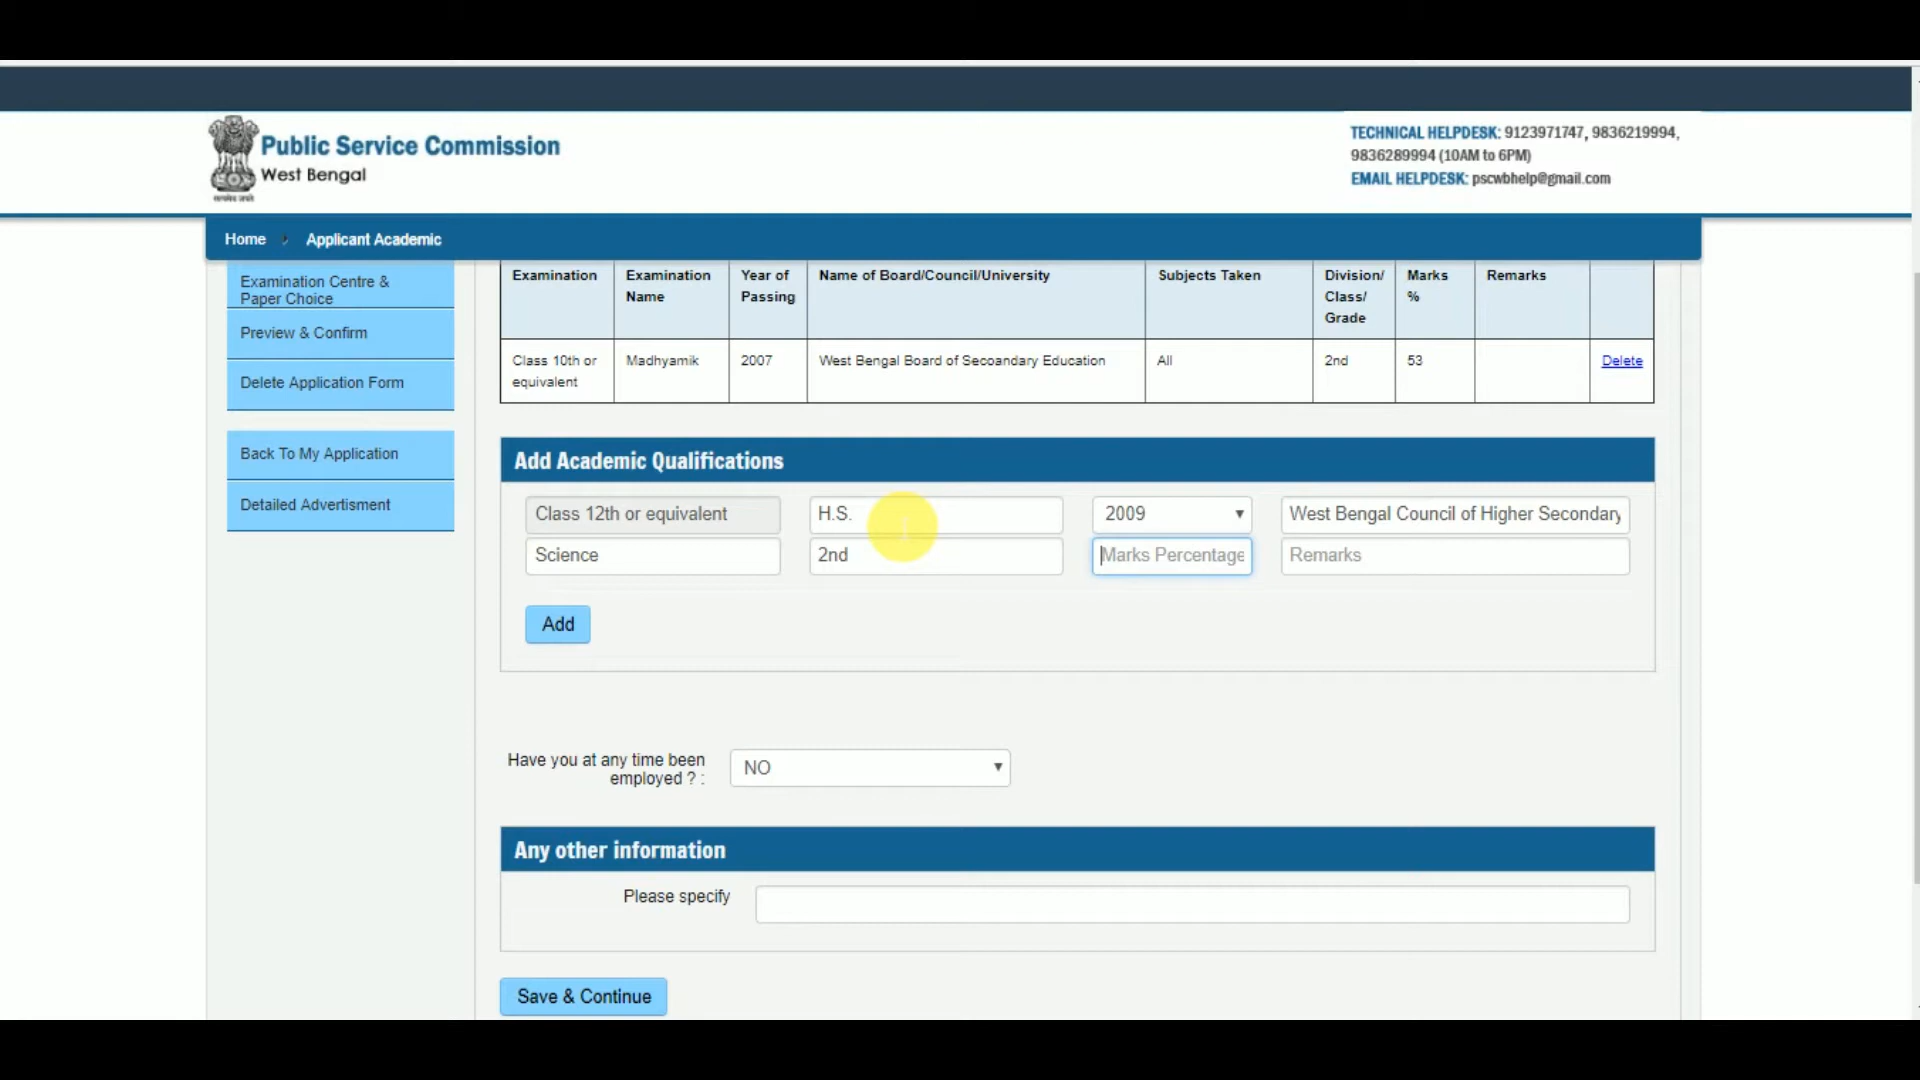 Public Service Commission
West Bengal
TECHNICAL HELPDESK: 9123971747, 9836219994,
9836289994 (10AM to 6PM)
EMAIL HELPDESK: pscwbhelp@gmail.com
Home Applicant Academic
Examination Centre &
Paper Choice
Preview & Confirm
Delete Application Form
Back To My Application
Detailed Advertisment
Examination
Examination
Name
Year of
Passing
Name of Board/Council/University
Subjects Taken
Division/
Class/
Grade
Marks
%
Remarks
Class 10th or
equivalent
Madhyamik
2007
West Bengal Board of Secoandary Education
All
2nd
53
Delete
Add Academic Qualifications
Class 12th or equivalent
H.S.
2009
West Bengal Council of Higher Secondary
Science
2nd
Marks Percentage
Remarks
Add
Have you at any time been
employed ? :
NO
Any other information
Please specify
Save & Continue